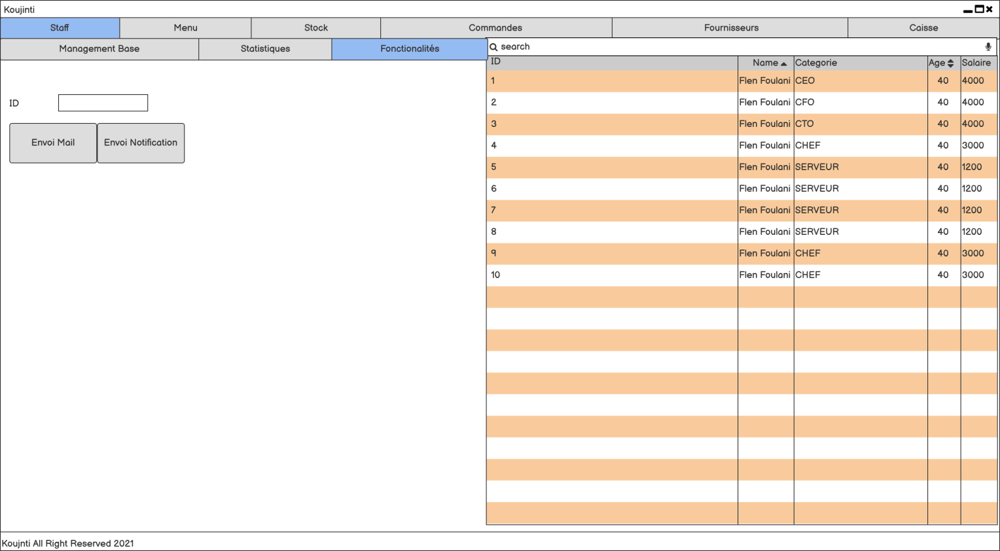 Koujinti
Staff Menu Stock Commandes Fournisseurs Caisse
Management Base Statistiques Fonctionalités
search
ID Name Categorie Age Salaire
1 Flen Foulani CEO 40 4000
2 Flen Foulani CFO 40 4000
3 Flen Foulani CTO 40 4000
4 Flen Foulani CHEF 40 3000
5 Flen Foulani SERVEUR 40 1200
6 Flen Foulani SERVEUR 40 1200
7 Flen Foulani SERVEUR 40 1200
8 Flen Foulani SERVEUR 40 1200
9 Flen Foulani CHEF 40 3000
10 Flen Foulani CHEF 40 3000
ID
Envoi Mail Envoi Notification
Koujnti All Right Reserved 2021